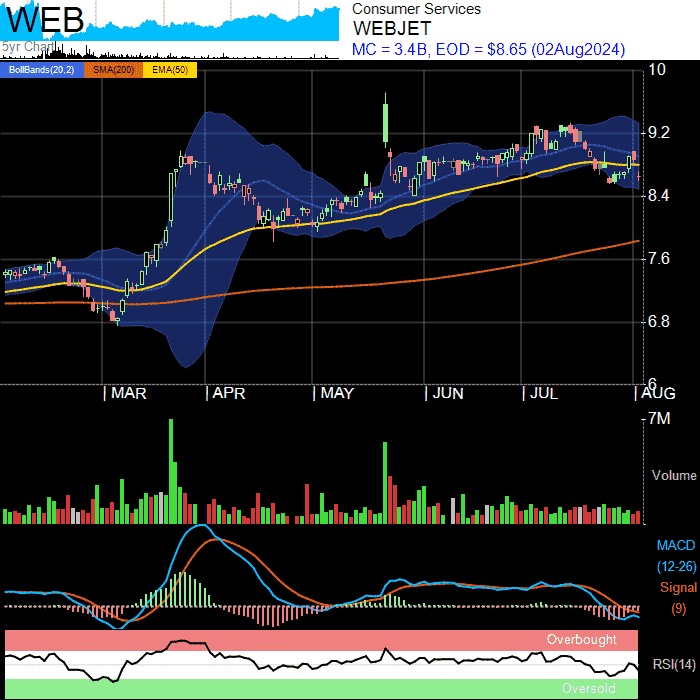 WEB
5yr Chart
Consumer Services
WEBJET
MC = 3.4B, EOD = $8.65 (02Aug2024)
BollBands(20,2) SMA(200) EMA(50)
10
9.2
8.4
7.6
6.8
6
MAR APR MAY JUN JUL AUG
7M
Volume
MACD
(12-26)
Signal
(9)
Overbought
RSI(14)
Oversold